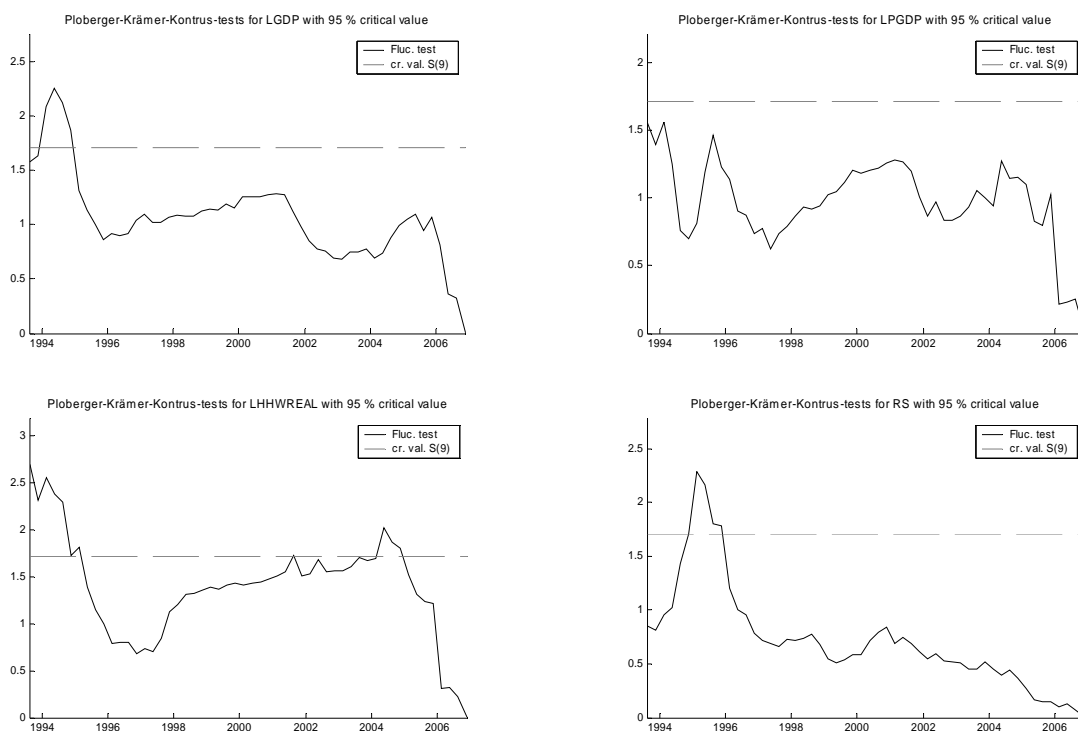 Ploberger-Krämer-Kontrus-tests for LGDP with 95 % critical value
Fluc. test
cr. val. S(9)
2.5
2
1.5
1
0.5
0
1994 1996 1998 2000 2002 2004 2006
Ploberger-Krämer-Kontrus-tests for LPGDP with 95 % critical value
Fluc. test
cr. val. S(9)
2
1.5
1
0.5
0
1994 1996 1998 2000 2002 2004 2006
Ploberger-Krämer-Kontrus-tests for LHHWREAL with 95 % critical value
Fluc. test
cr. val. S(9)
3
2.5
2
1.5
1
0.5
0
1994 1996 1998 2000 2002 2004 2006
Ploberger-Krämer-Kontrus-tests for RS with 95 % critical value
Fluc. test
cr. val. S(9)
2.5
2
1.5
1
0.5
0
1994 1996 1998 2000 2002 2004 2006